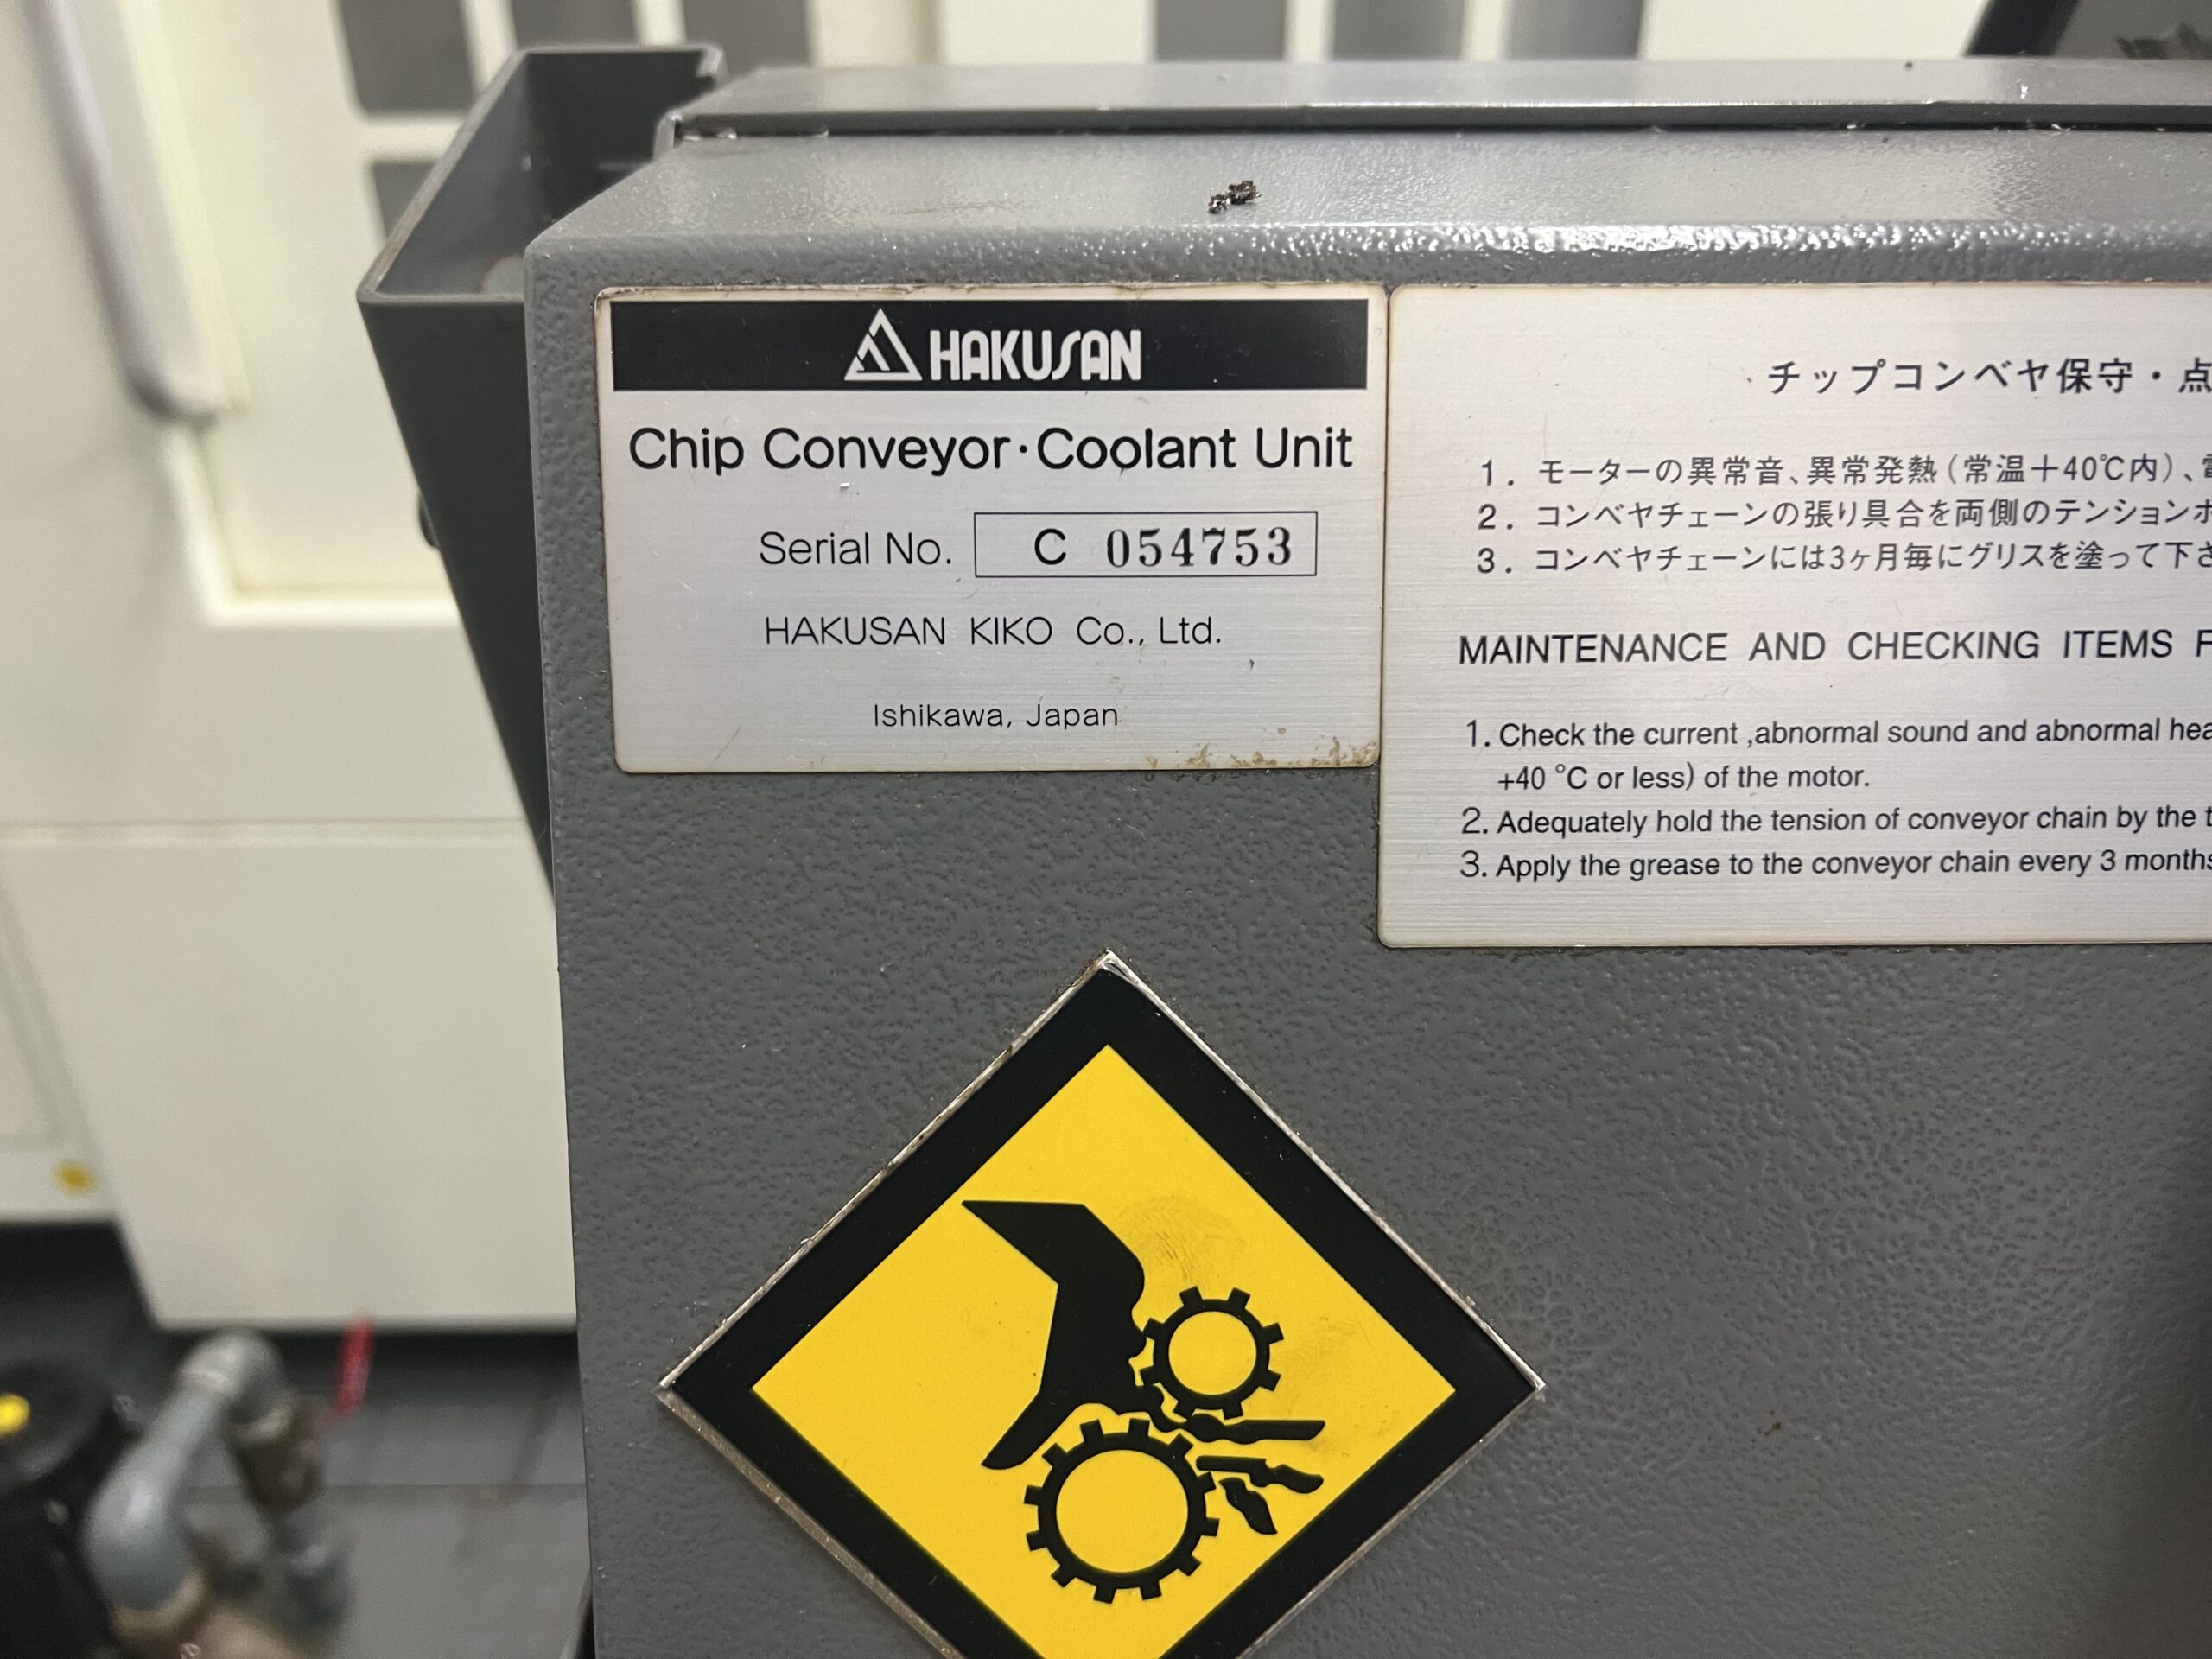 HAKUSAN
Chip Conveyor・Coolant Unit
Serial No. C 054753
HAKUSAN KIKO Co., Ltd.
Ishikawa, Japan
チップコンベヤ保守・点
1. モーターの異常音、異常発熱(常温+40℃内)、
2. コンベヤチェーンの張り具合を両側のテンションボ
3. コンベヤチェーンには3ヶ月毎にグリスを塗って下さ
MAINTENANCE AND CHECKING ITEMS F
1. Check the current ,abnormal sound and abnormal hea
+40 °C or less) of the motor.
2. Adequately hold the tension of conveyor chain by the t
3. Apply the grease to the conveyor chain every 3 months